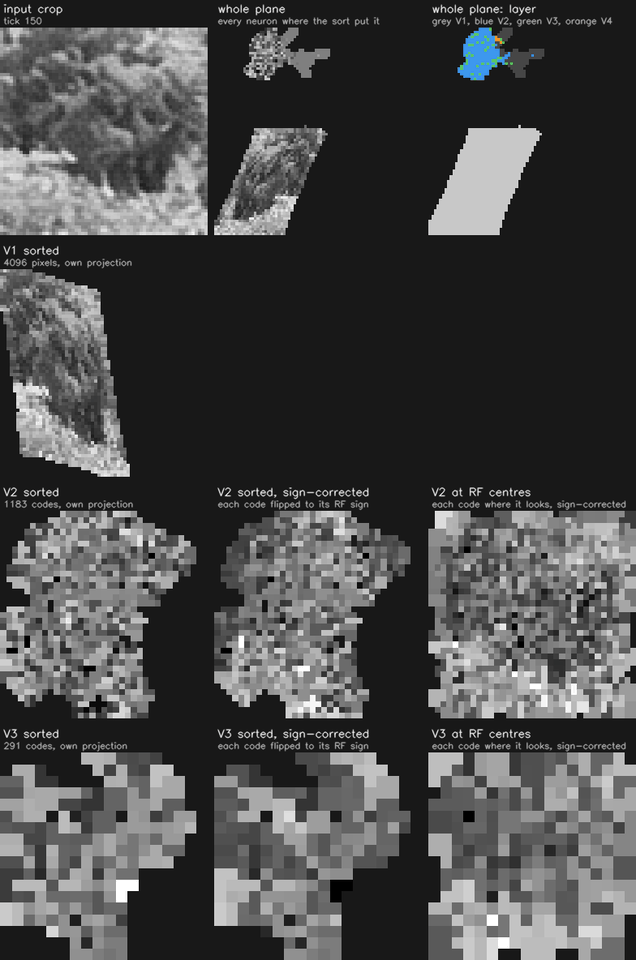 input crop
tick 150
whole plane
every neuron where the sort put it
whole plane: layer
grey V1, blue V2, green V3, orange V4
V1 sorted
4096 pixels, own projection
V2 sorted
1183 codes, own projection
V2 sorted, sign-corrected
each code flipped to its RF sign
V2 at RF centres
each code where it looks, sign-corrected
V3 sorted
291 codes, own projection
V3 sorted, sign-corrected
each code flipped to its RF sign
V3 at RF centres
each code where it looks, sign-corrected